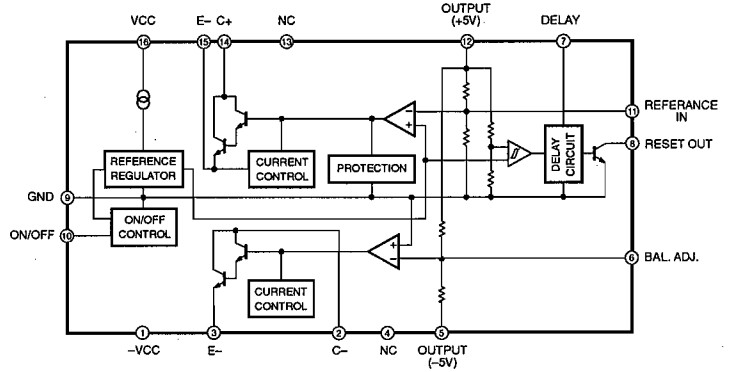 VCC
E– C+
NC
OUTPUT
(+5V)
DELAY
16
15
14
13
12
7
11
REFERANCE
IN
8
RESET OUT
REFERENCE
REGULATOR
CURRENT
CONTROL
PROTECTION
DELAY
CIRCUIT
GND
9
ON/OFF
10
ON/OFF
CONTROL
–
+
+
–
CURRENT
CONTROL
6
BAL. ADJ.
1
3
2
4
5
–VCC
E–
C–
NC
OUTPUT
(–5V)